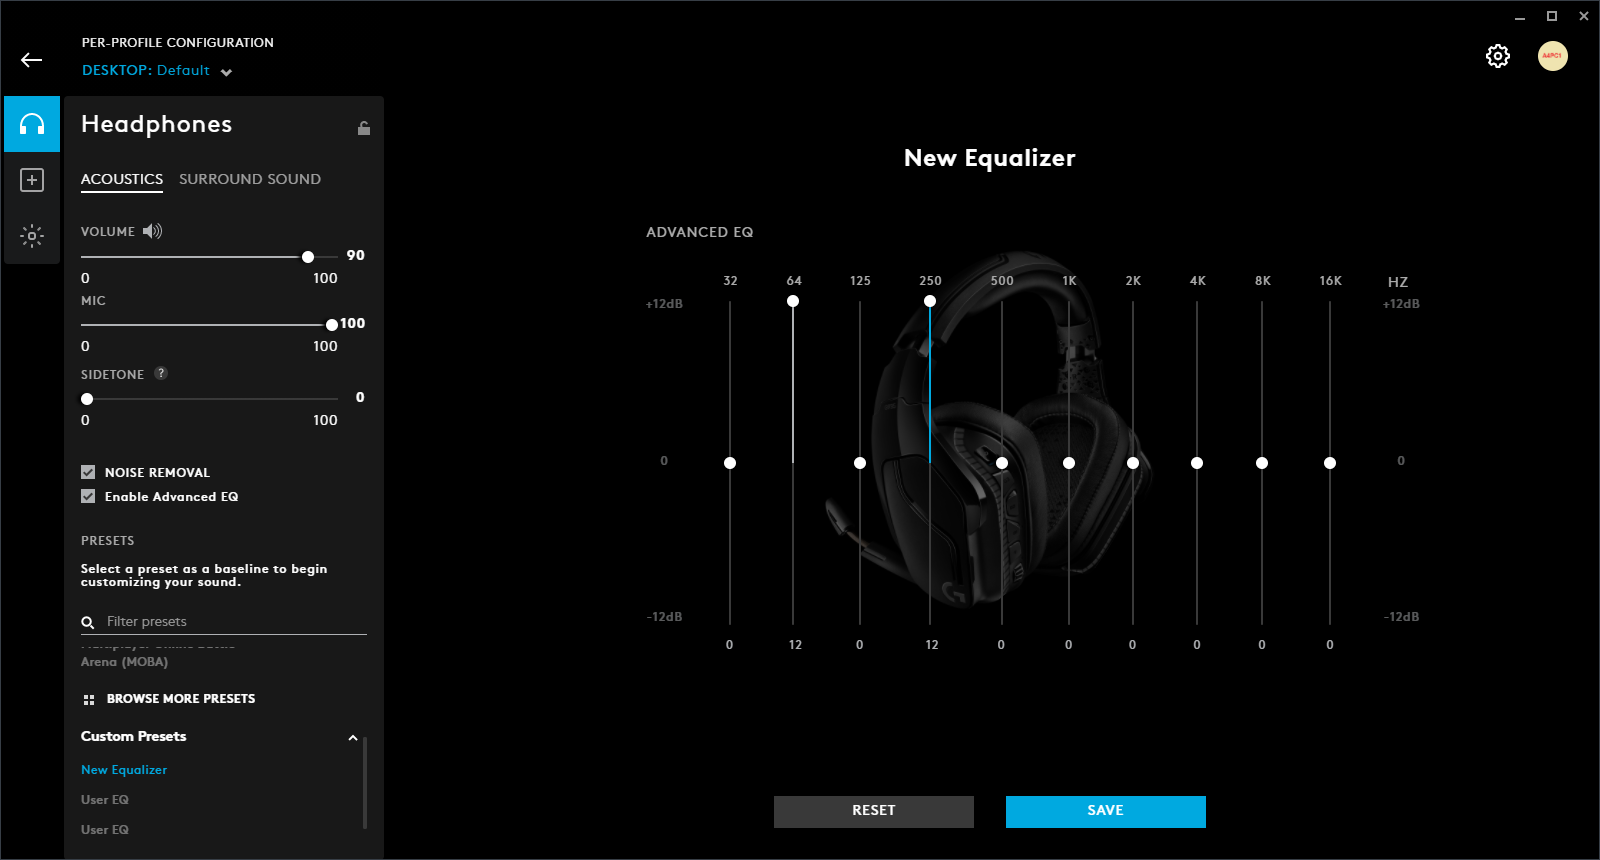 PER-PROFILE CONFIGURATION
DESKTOP: Default
A4PC1
Headphones
ACOUSTICS SURROUND SOUND
VOLUME
90
0 100
MIC
100
0 100
SIDETONE ?
0
0 100
NOISE REMOVAL
Enable Advanced EQ
PRESETS
Select a preset as a baseline to begin
customizing your sound.
Filter presets
Multiplayer Online Battle
Arena (MOBA)
BROWSE MORE PRESETS
Custom Presets
New Equalizer
User EQ
User EQ
New Equalizer
ADVANCED EQ
32 64 125 250 500 1K 2K 4K 8K 16K HZ
+12dB +12dB
0 0
-12dB -12dB
0 12 0 12 0 0 0 0 0 0
RESET SAVE